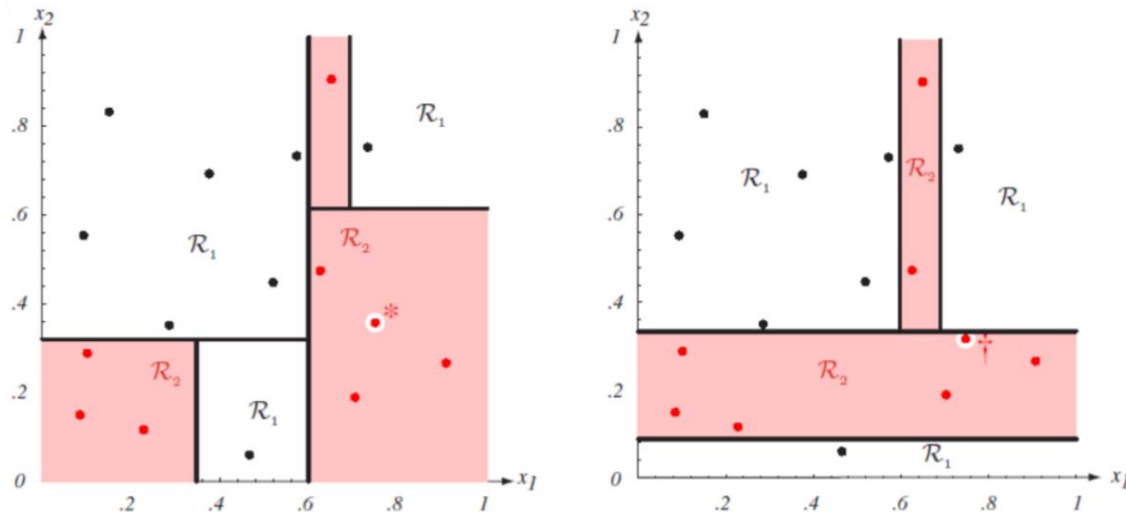 x₂
1
.8
.6
.4
.2
0
R₁
R₁
R₂
*
R₂
R₁
.2
.4
.6
.8
1
x₁
x₂
1
.8
.6
.4
.2
0
R₁
R₂
R₁
†
R₂
R₁
.2
.4
.6
.8
1
x₁